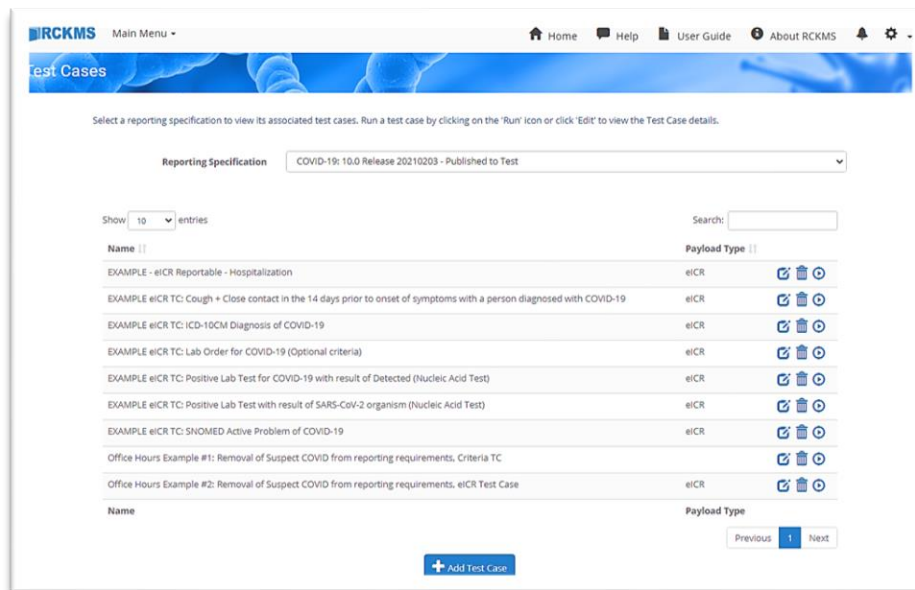 RCKMS Main Menu Home Help User Guide About RCKMS
Test Cases
Select a reporting specification to view its associated test cases. Run a test case by clicking on the 'Run' icon or click 'Edit' to view the Test Case details.
Reporting Specification COVID-19: 10.0 Release 20210203 - Published to Test
Show 10 entries Search:
Name Payload Type
EXAMPLE - eICR Reportable - Hospitalization eICR
EXAMPLE eICR TC: Cough + Close contact in the 14 days prior to onset of symptoms with a person diagnosed with COVID-19 eICR
EXAMPLE eICR TC: ICD-10CM Diagnosis of COVID-19 eICR
EXAMPLE eICR TC: Lab Order for COVID-19 (Optional criteria) eICR
EXAMPLE eICR TC: Positive Lab Test for COVID-19 with result of Detected (Nucleic Acid Test) eICR
EXAMPLE eICR TC: Positive Lab Test with result of SARS-CoV-2 organism (Nucleic Acid Test) eICR
EXAMPLE eICR TC: SNOMED Active Problem of COVID-19 eICR
Office Hours Example #1: Removal of Suspect COVID from reporting requirements, Criteria TC
Office Hours Example #2: Removal of Suspect COVID from reporting requirements, eICR Test Case eICR
Name Payload Type
Previous 1 Next
Add Test Case